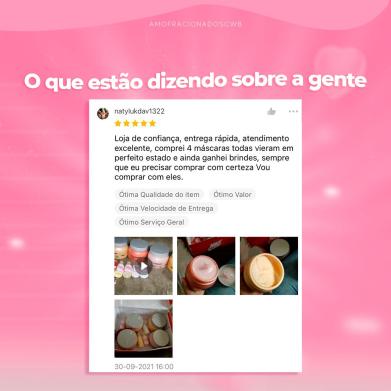 AMOFRACIONADOSCWB
O que estão dizendo sobre a gente
natylukdav1322
Loja de confiança, entrega rápida, atendimento
excelente, comprei 4 máscaras todas vieram em
perfeito estado e ainda ganhei brindes, sempre
que eu precisar comprar com certeza Vou
comprar com eles.
Ótima Qualidade do item Ótimo Valor
Ótima Velocidade de Entrega
Ótimo Serviço Geral
30-09-2021 16:00